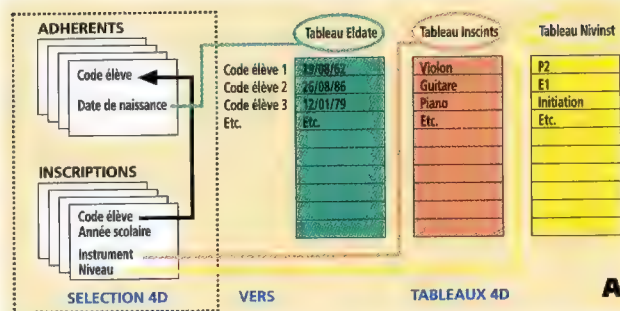 ADHERENTS
Code élève
Date de naissance
INSCRIPTIONS
Code élève
Année scolaire
Instrument
Niveau
SELECTION 4D
VERS
TABLEAUX 4D
Tableau Eldate
Code élève 1
Code élève 2
Code élève 3
Etc.
19/08/62
26/08/86
12/01/79
Etc.
Tableau Inscints
Violon
Guitare
Piano
Etc.
Tableau Nivinst
P2
E1
Initiation
Etc.
A